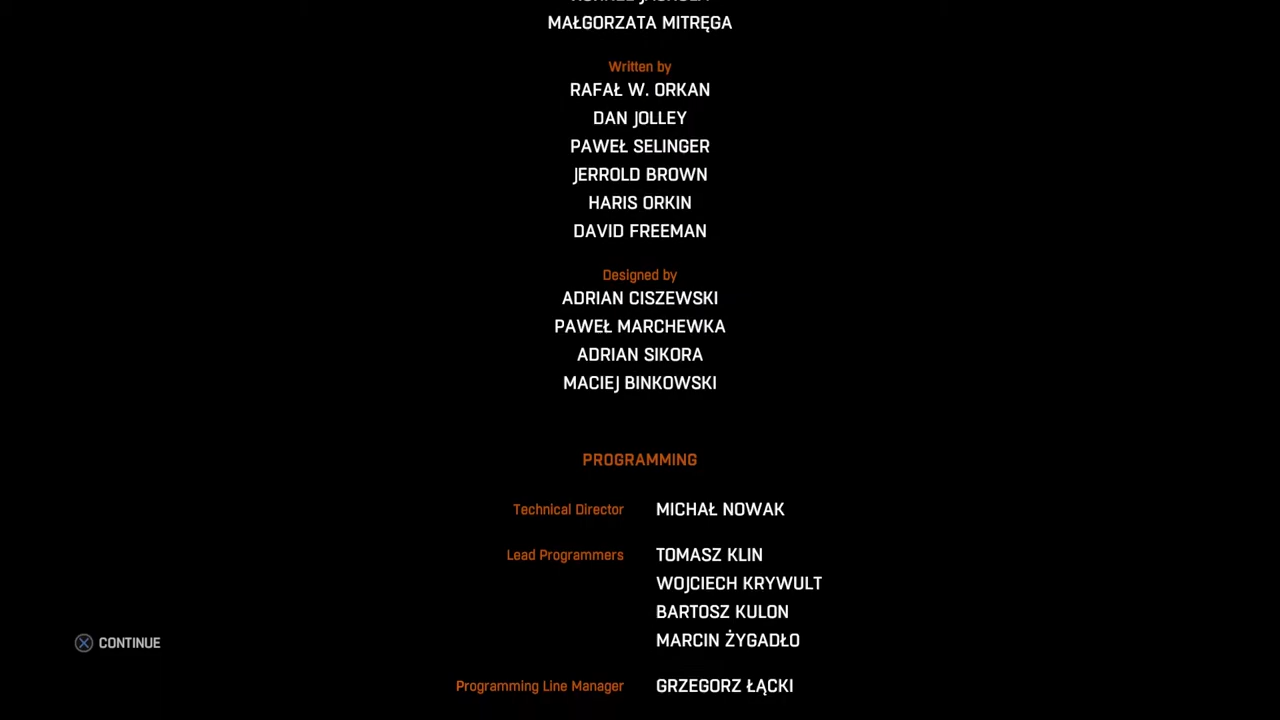 MAŁGORZATA MITRĘGA
Written by
RAFAŁ W. ORKAN
DAN JOLLEY
PAWEŁ SELINGER
JERROLD BROWN
HARIS ORKIN
DAVID FREEMAN
Designed by
ADRIAN CISZEWSKI
PAWEŁ MARCHEWKA
ADRIAN SIKORA
MACIEJ BINKOWSKI
PROGRAMMING
Technical Director MICHAŁ NOWAK
Lead Programmers TOMASZ KLIN
WOJCIECH KRYWULT
BARTOSZ KULON
MARCIN ŻYGADŁO
CONTINUE
Programming Line Manager GRZEGORZ ŁĄCKI